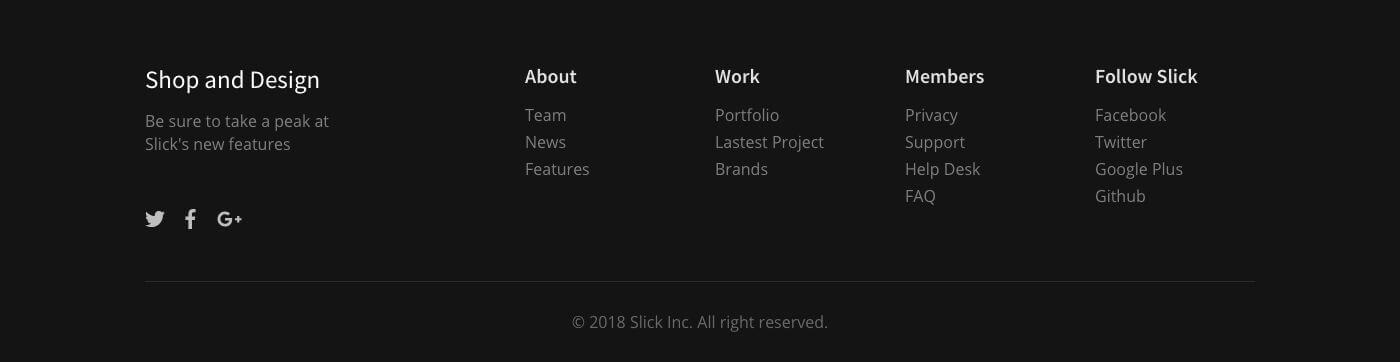 Shop and Design
Be sure to take a peak at
Slick's new features
About
Team
News
Features
Work
Portfolio
Lastest Project
Brands
Members
Privacy
Support
Help Desk
FAQ
Follow Slick
Facebook
Twitter
Google Plus
Github
© 2018 Slick Inc. All right reserved.